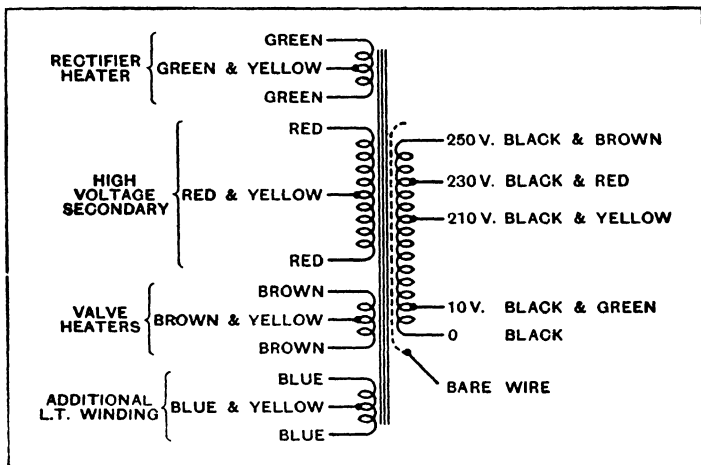 RECTIFIER
HEATER
GREEN
GREEN & YELLOW
GREEN
HIGH
VOLTAGE
SECONDARY
RED
RED & YELLOW
RED
VALVE
HEATERS
BROWN
BROWN & YELLOW
BROWN
ADDITIONAL
L.T. WINDING
BLUE
BLUE & YELLOW
BLUE
250 V. BLACK & BROWN
230 V. BLACK & RED
210 V. BLACK & YELLOW
10 V. BLACK & GREEN
0 BLACK
BARE WIRE